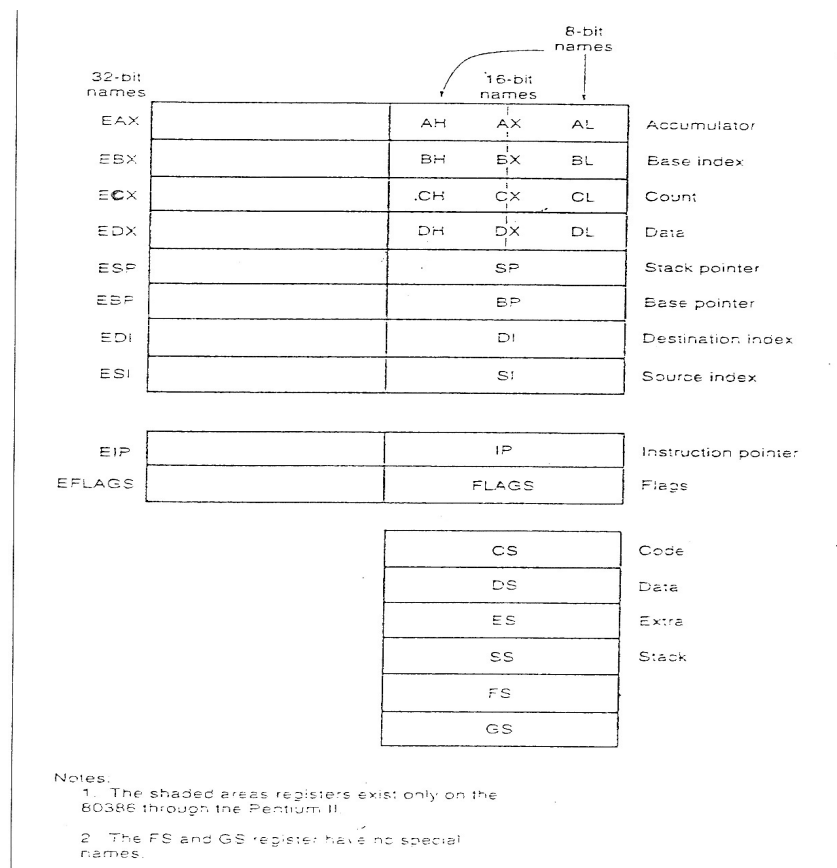 8-bit
names
32-bit
names
16-bit
names
EAX AH AX AL Accumulator
EBX BH BX BL Base index
ECX .CH CX CL Count
EDX DH DX DL Data
ESP SP Stack pointer
EBP BP Base pointer
EDI DI Destination index
ESI SI Source index
EIP IP Instruction pointer
EFLAGS FLAGS Flags
CS Code
DS Data
ES Extra
SS Stack
FS
GS
Notes:
1. The shaded areas registers exist only on the
80386 through the Pentium II.
2. The FS and GS register have no special
names.